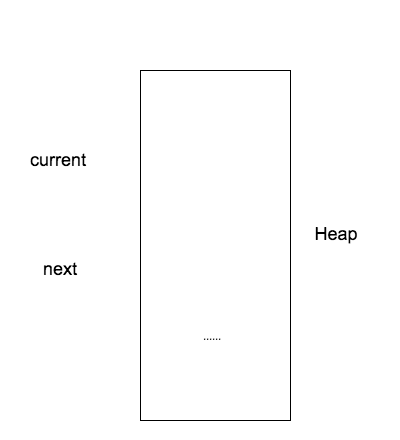 current
Heap
next
......